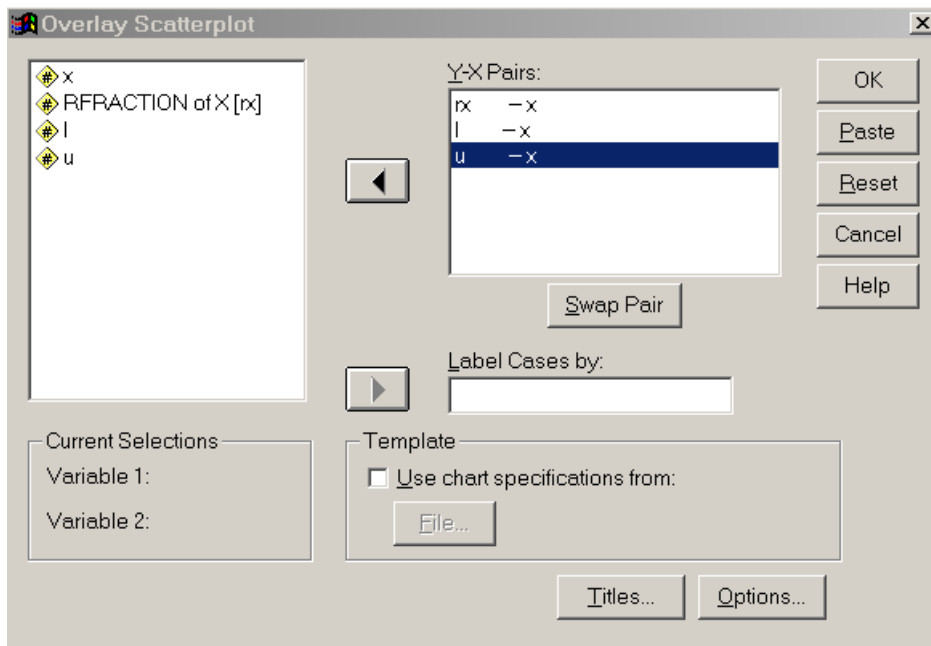 Overlay Scatterplot
# x
# RFRACTION of X [rx]
# l
# u
Y-X Pairs:
rx – x
l – x
u – x
OK
Paste
Reset
Cancel
Help
Swap Pair
Label Cases by:
Current Selections
Variable 1:
Variable 2:
Template
Use chart specifications from:
File...
Titles...
Options...